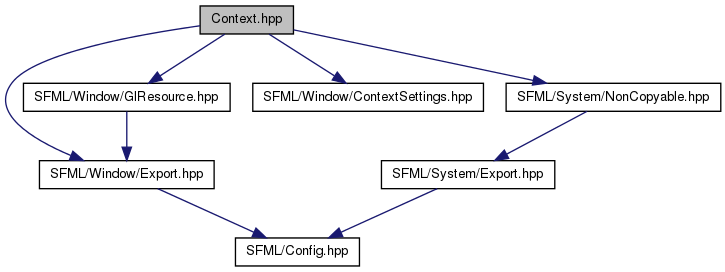 Context.hpp
SFML/Window/GlResource.hpp
SFML/Window/ContextSettings.hpp
SFML/System/NonCopyable.hpp
SFML/Window/Export.hpp
SFML/System/Export.hpp
SFML/Config.hpp